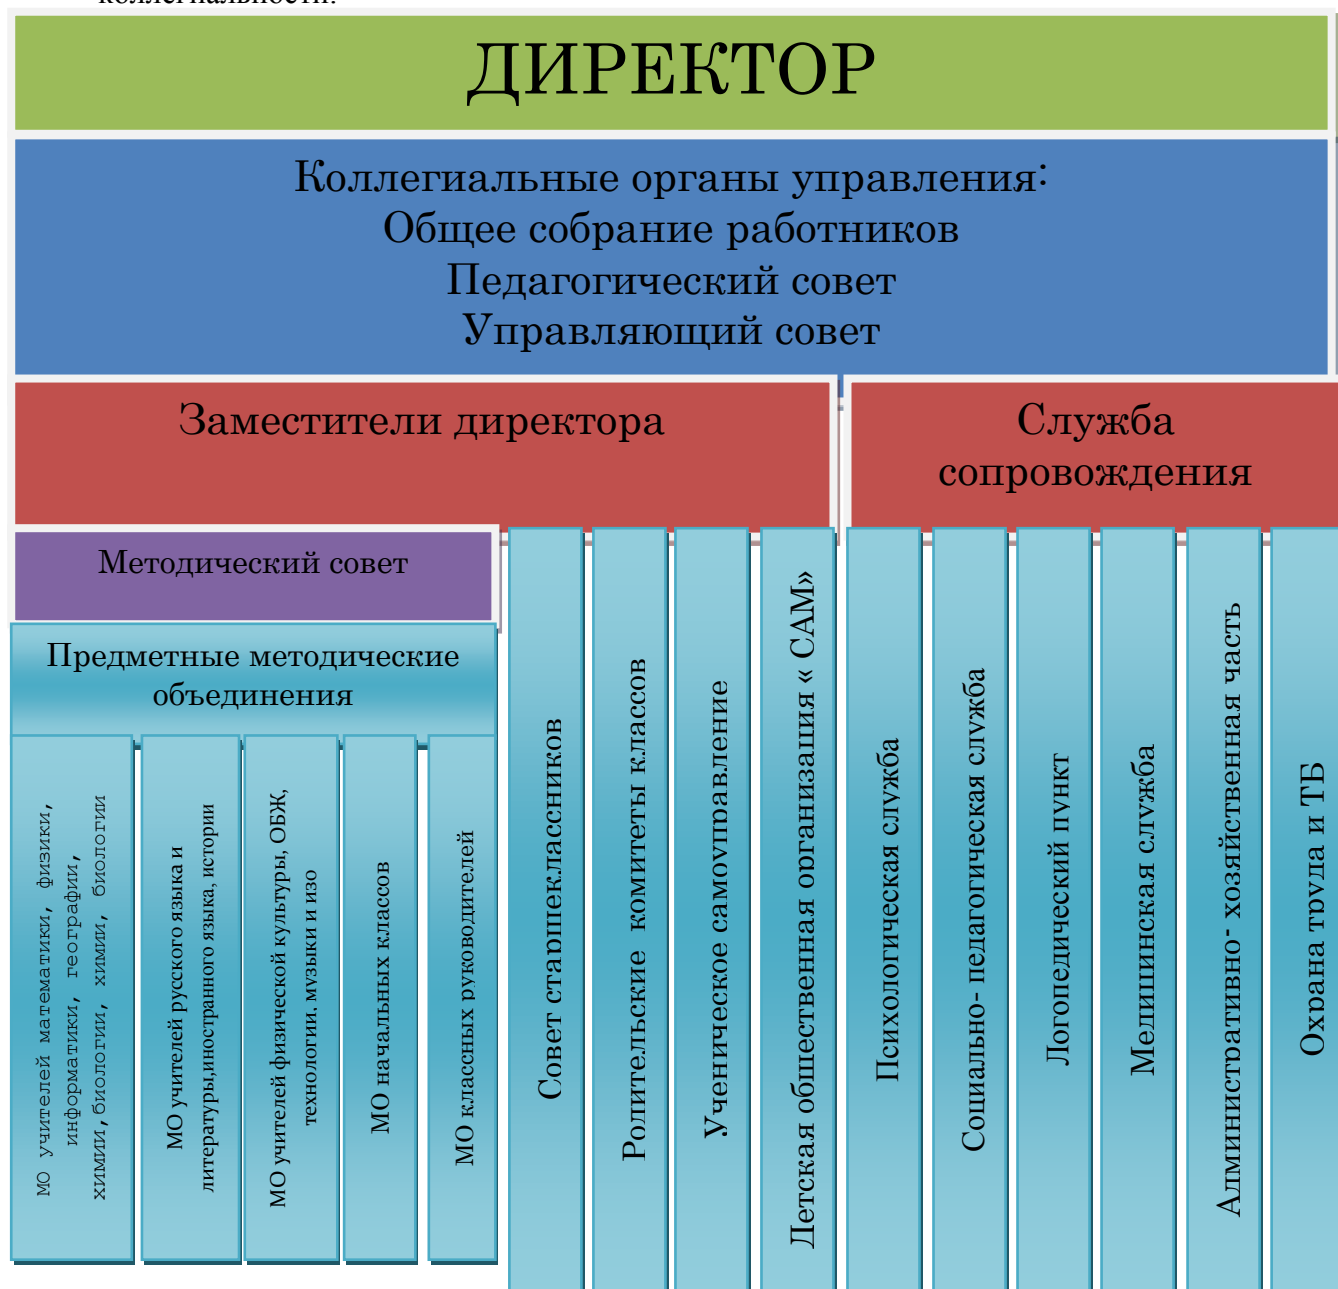 коллегиальности.
ДИРЕКТОР
Коллегиальные органы управления:
Общее собрание работников
Педагогический совет
Управляющий совет
Заместители директора
Служба
сопровождения
Методический совет
Предметные методические
объединения
МО учителей математики, физики,
информатики, географии,
химии,биологии, химии, биологии
МО учителей русского языка и
литературы,иностранного языка, истории
МО учителей физической культуры, ОБЖ,
технологии, музыки и изо
МО начальных классов
МО классных руководителей
Совет старшеклассников
Родительские комитеты классов
Ученическое самоуправление
Детская общественная организация « САМ»
Психологическая служба
Социально- педагогическая служба
Логопедический пункт
Медицинская служба
Административно- хозяйственная часть
Охрана труда и ТБ